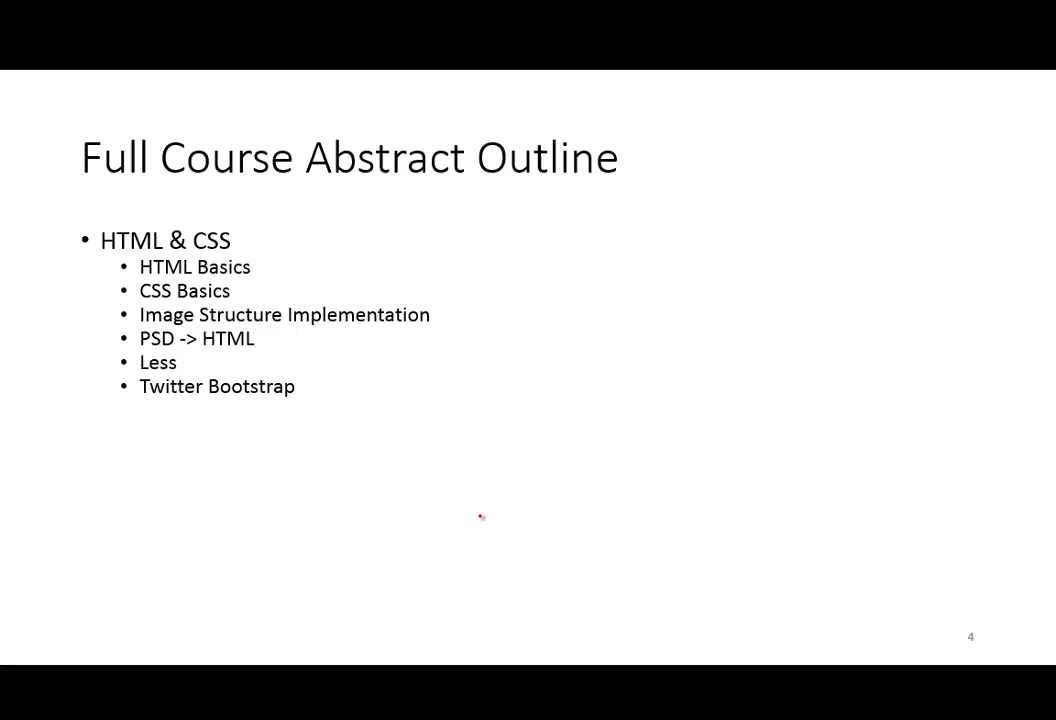 Full Course Abstract Outline
• HTML & CSS
• HTML Basics
• CSS Basics
• Image Structure Implementation
• PSD -> HTML
• Less
• Twitter Bootstrap
4